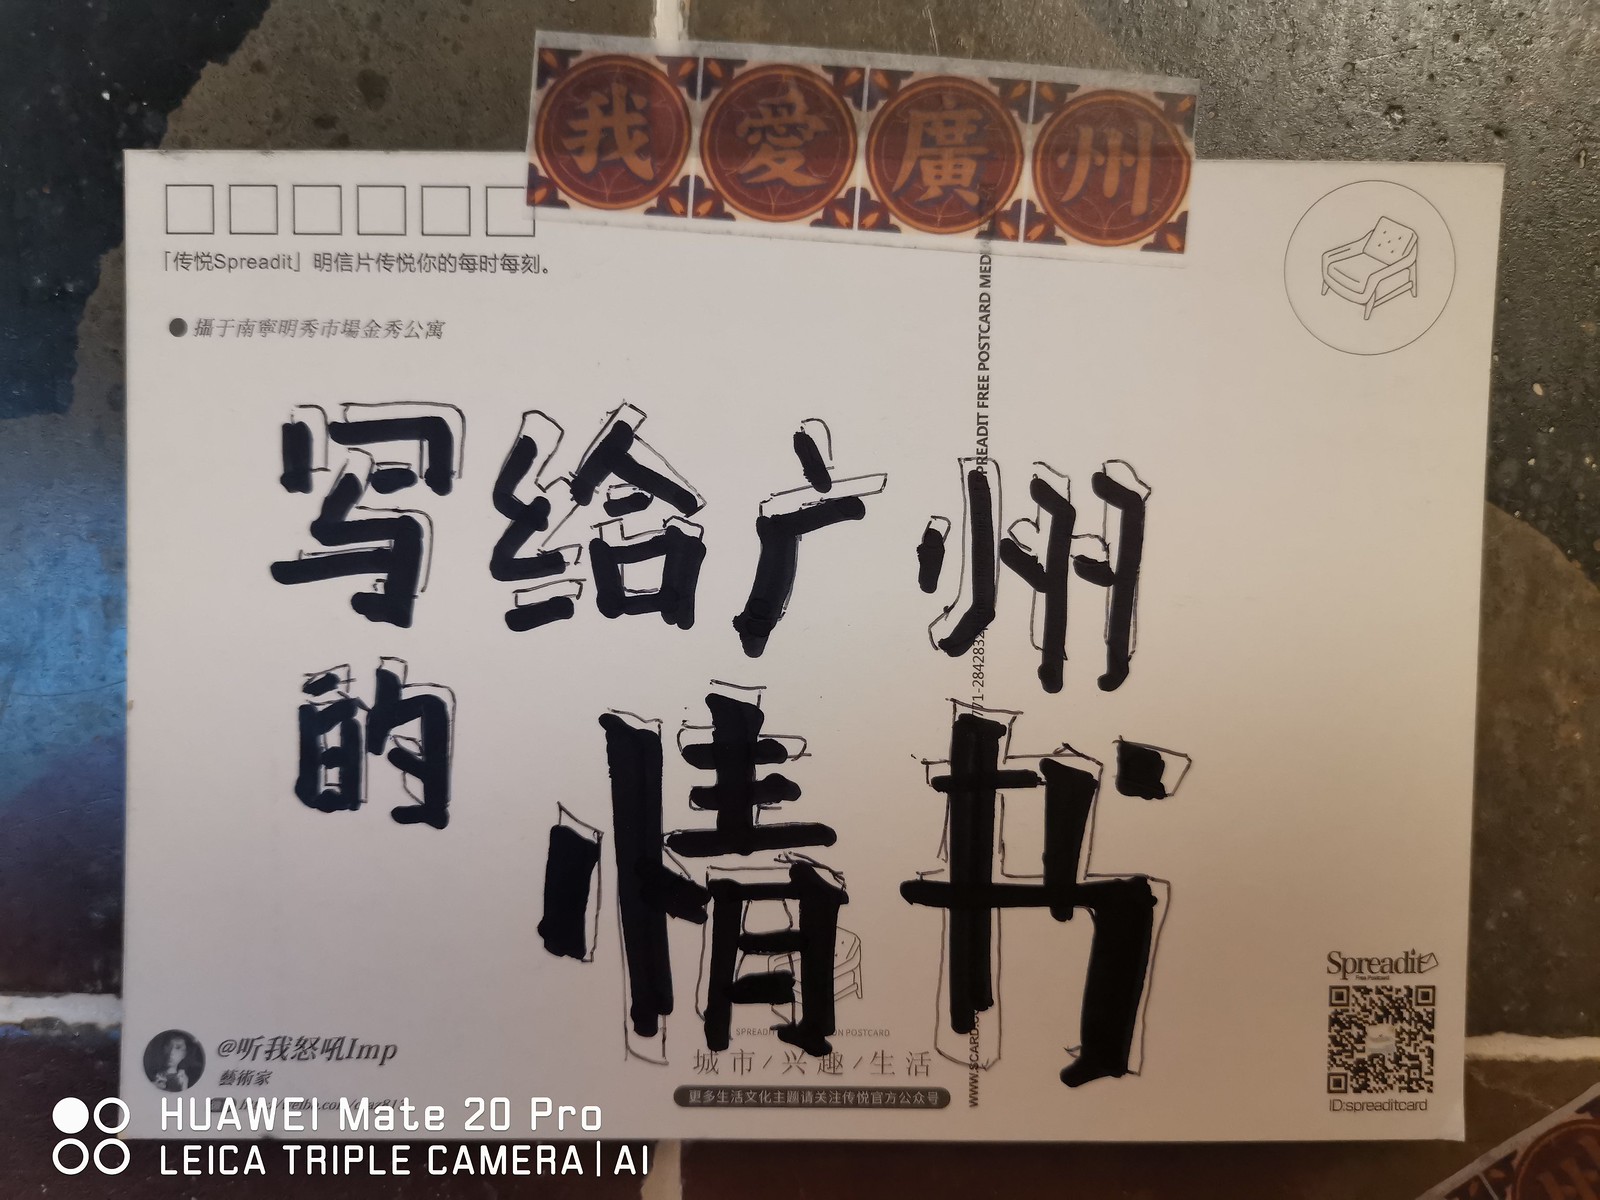 我愛廣州
「传悦Spreadit」明信片传悦你的每时每刻。
攝于南寧明秀市場金秀公寓
写给广州
的
情书
PREADIT FREE POSTCARD MED
@听我怒吼Imp
藝術家
城市/兴趣/生活
更多生活文化主题请关注传悦官方公众号
Spreadit
Free Postcard
ID:spreaditcard
HUAWEI Mate 20 Pro
LEICA TRIPLE CAMERA|AI